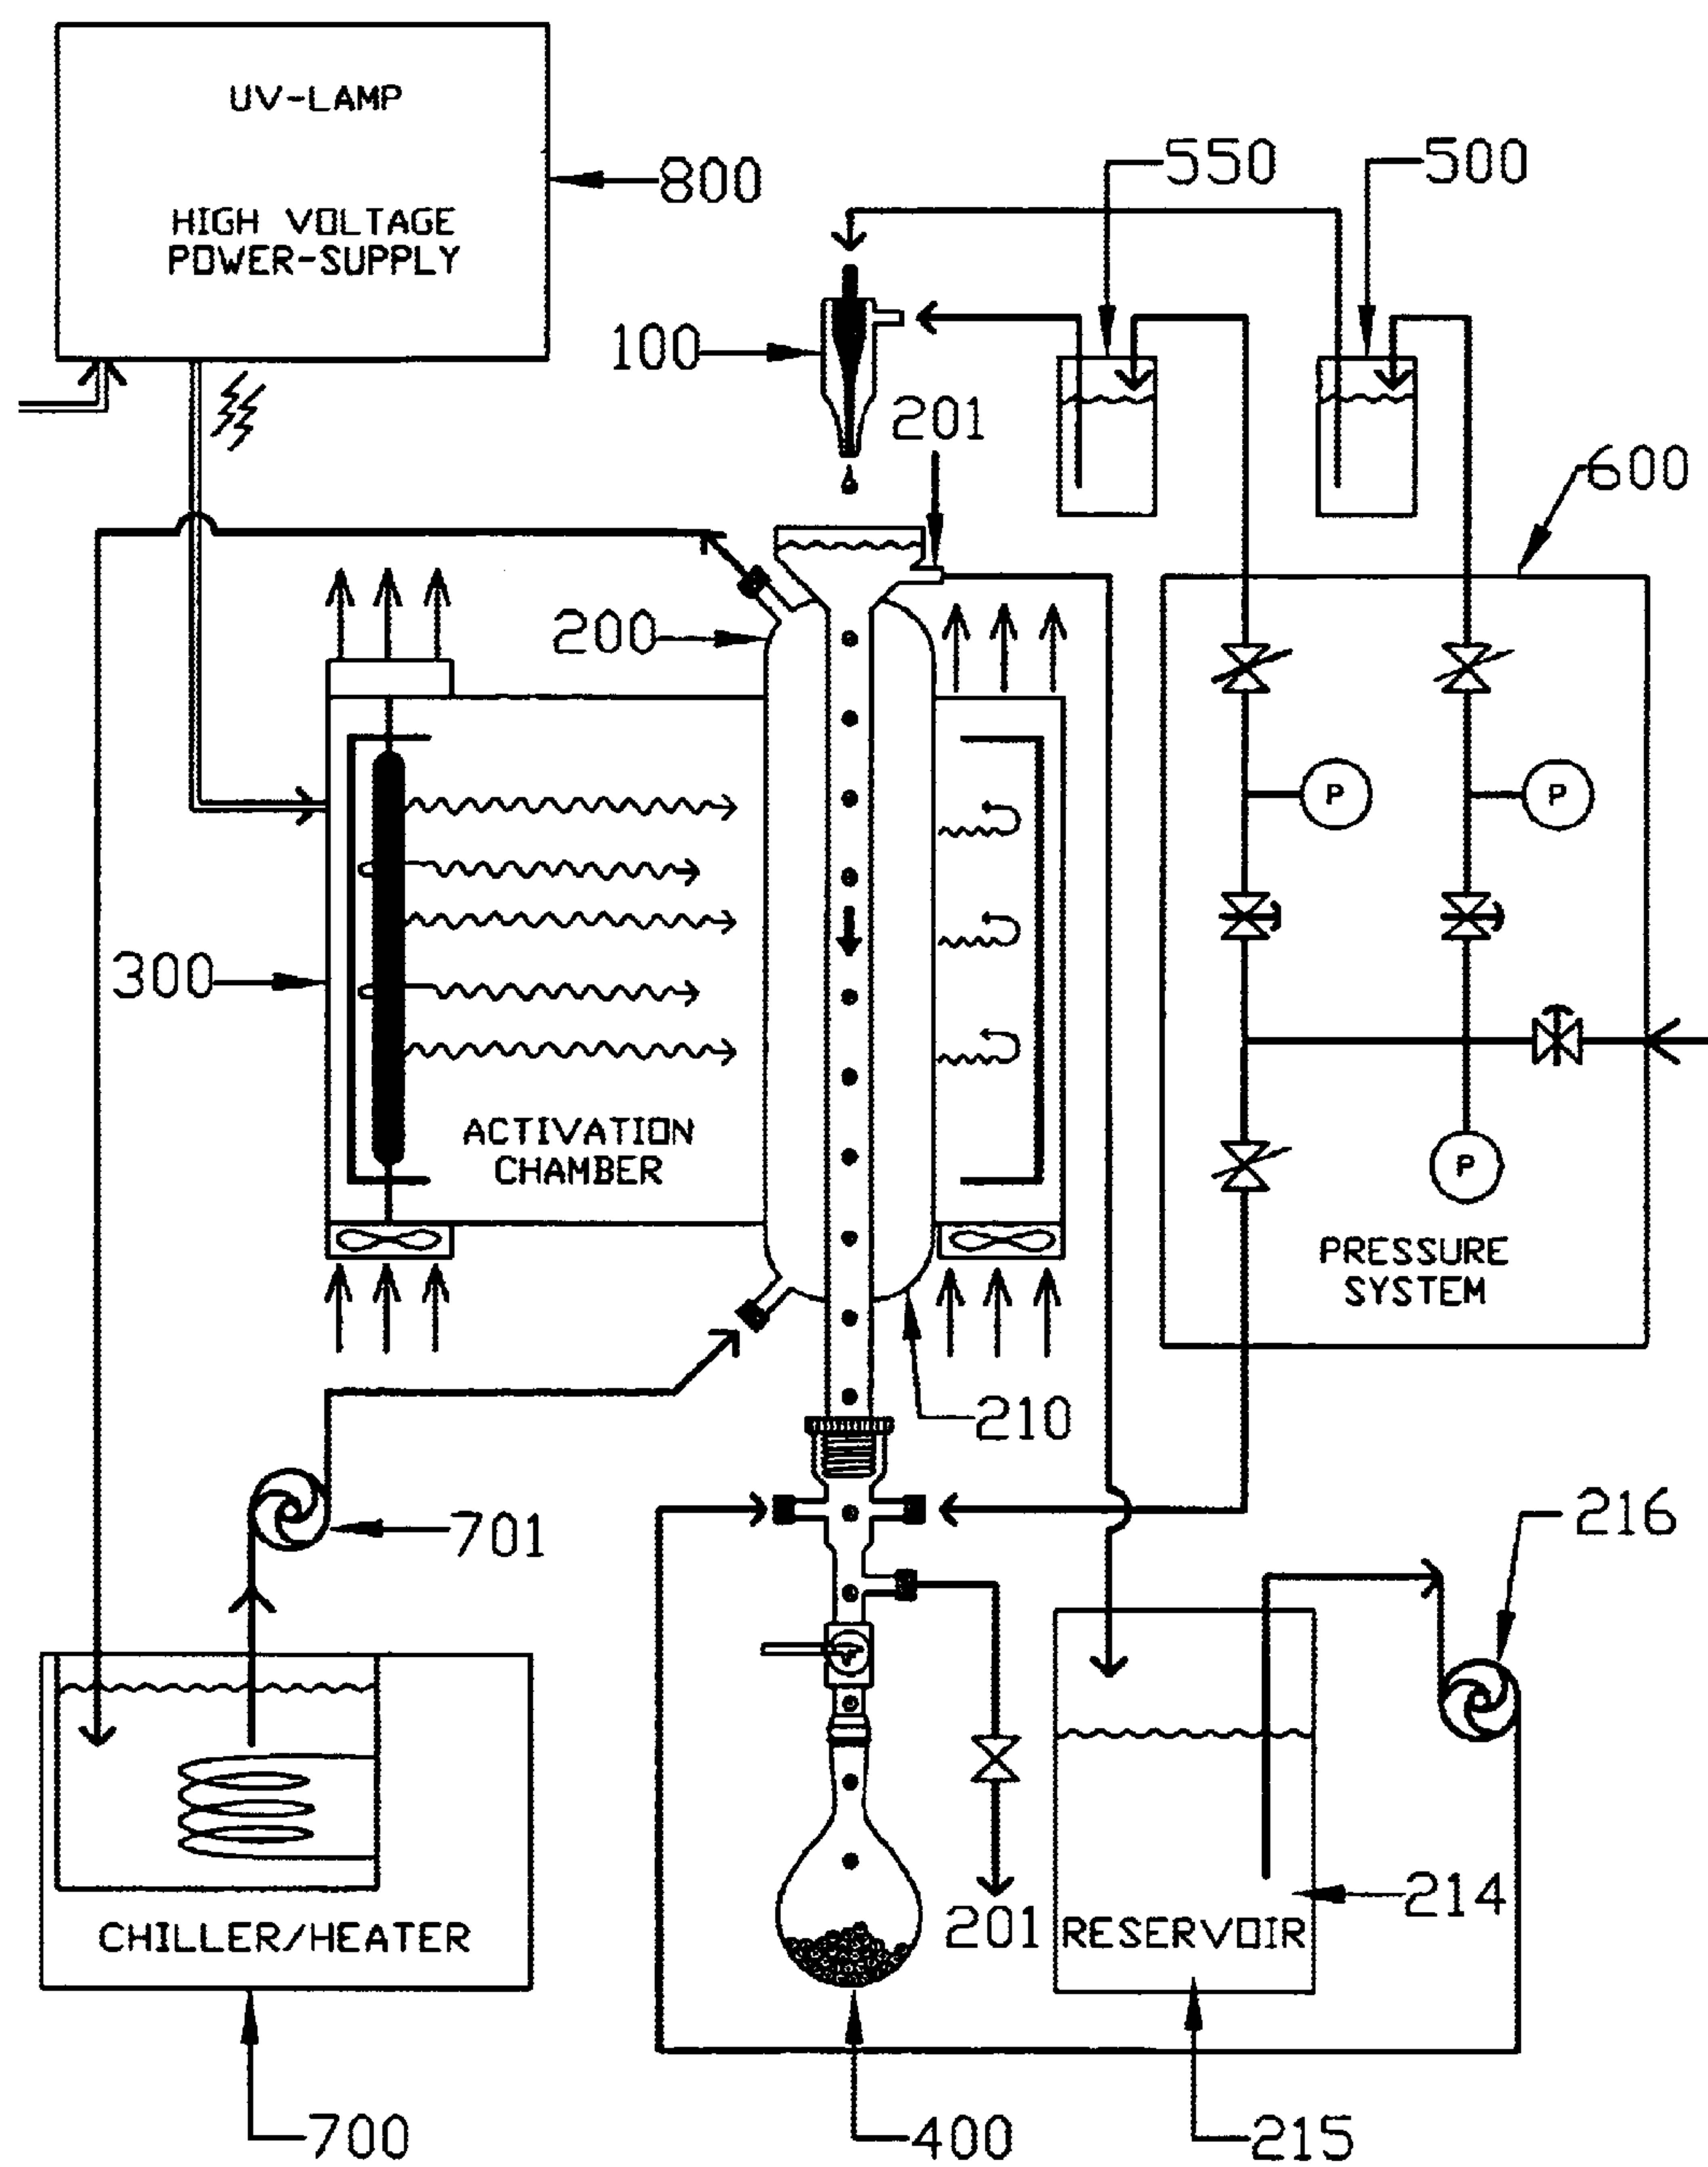 UV-LAMP
HIGH VOLTAGE
POWER-SUPPLY
800
550
500
100
201
600
200
P
P
300
ACTIVATION
CHAMBER
P
PRESSURE
SYSTEM
210
701
216
CHILLER/HEATER
201
RESERVOIR
214
700
400
215